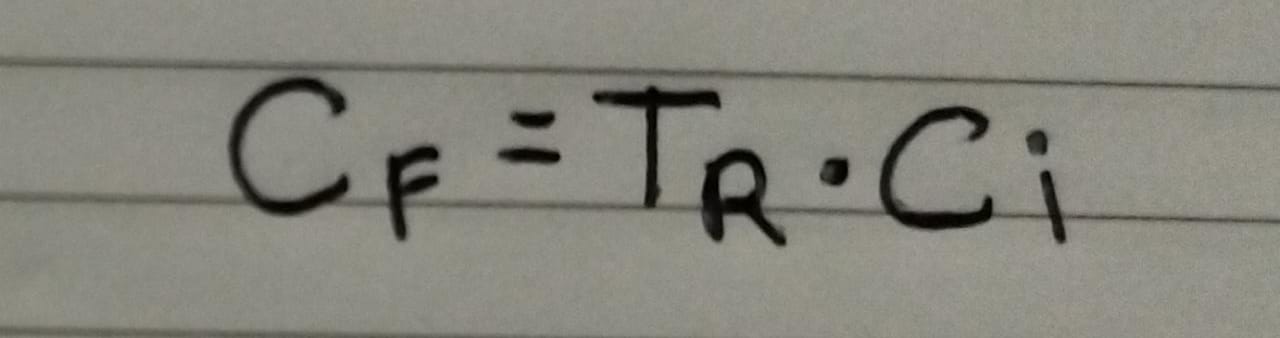 C_F = T_R · C_i